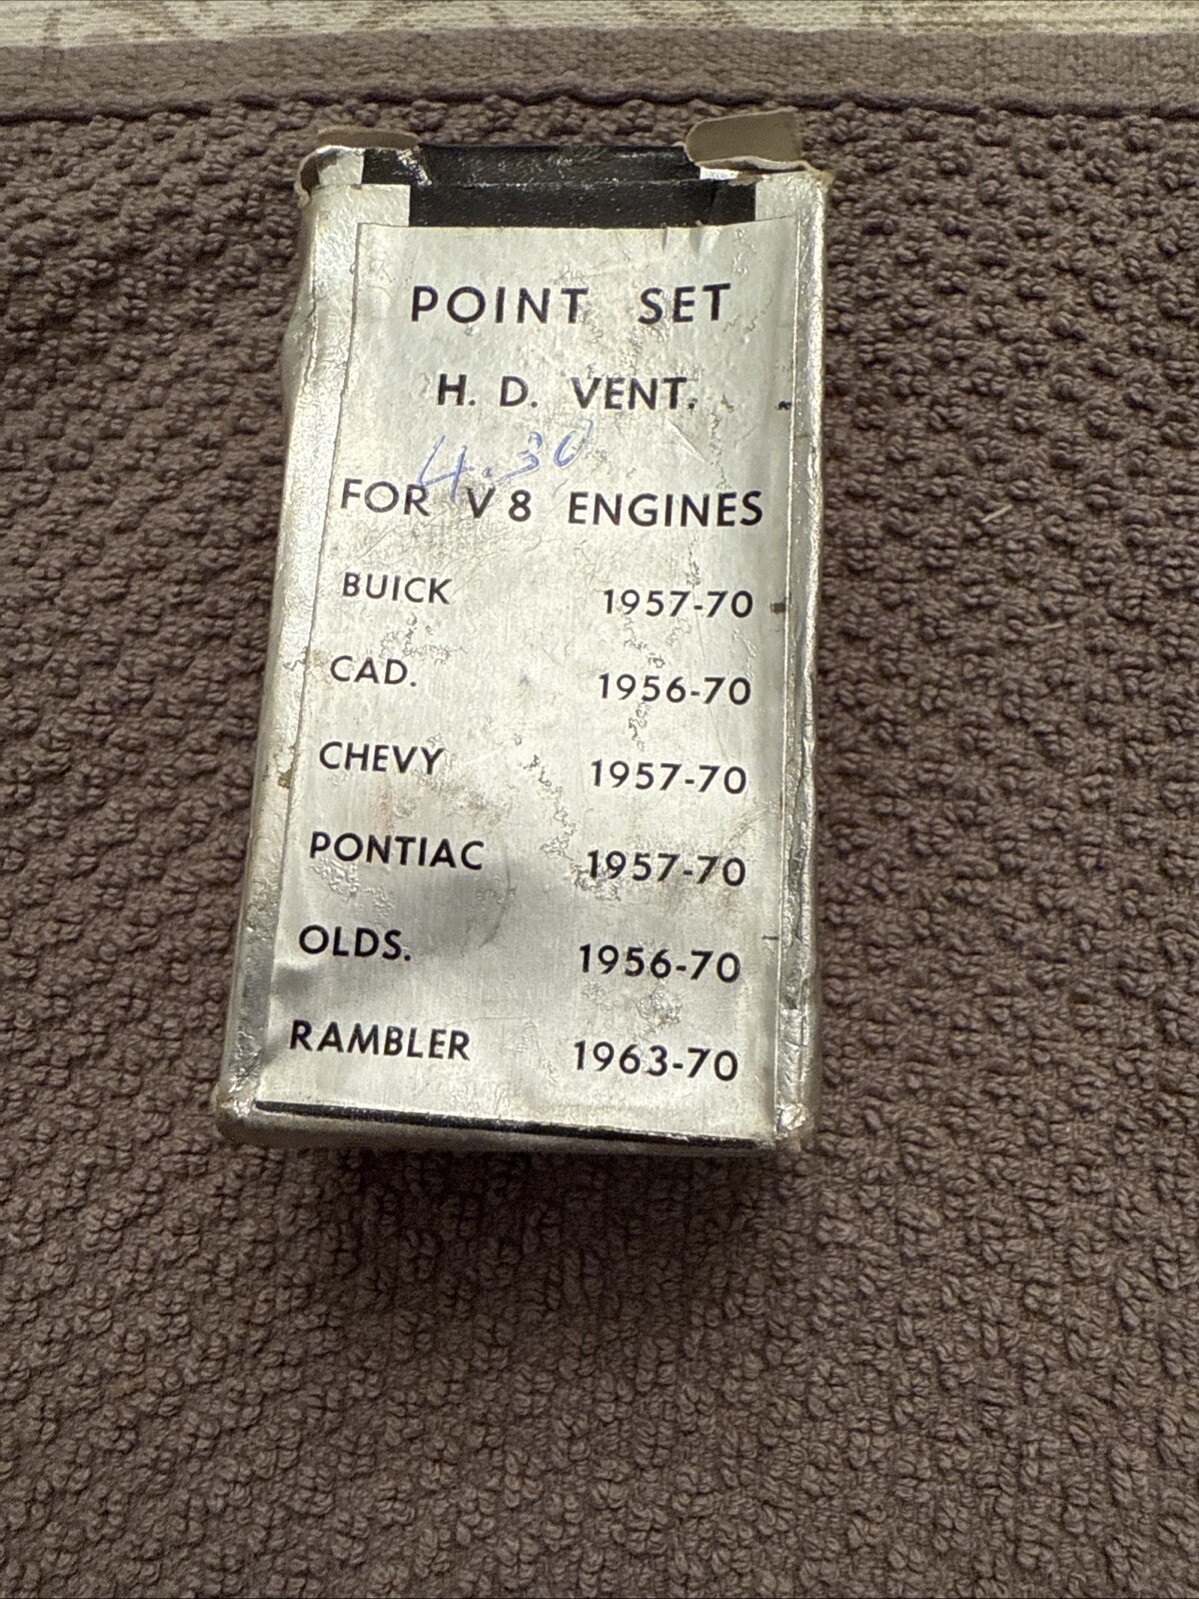 POINT SET
H. D. VENT.
4.30
FOR V8 ENGINES
BUICK 1957-70
CAD. 1956-70
CHEVY 1957-70
PONTIAC 1957-70
OLDS. 1956-70
RAMBLER 1963-70